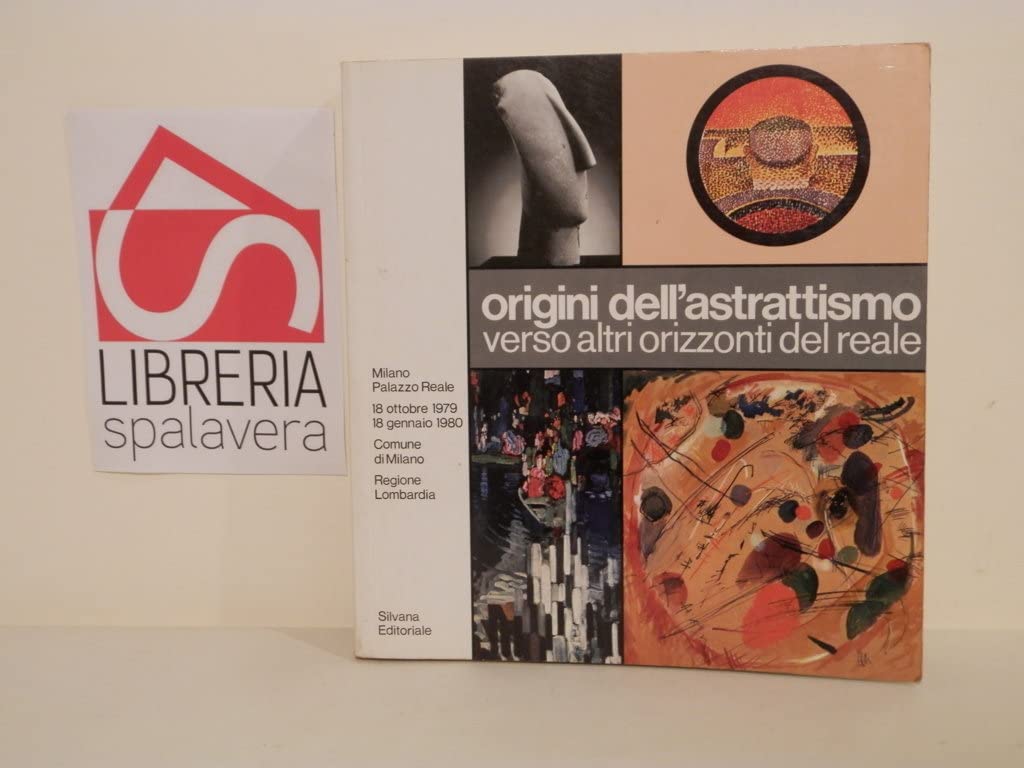 LIBRERIA
spalavera
origini dell'astrattismo
verso altri orizzonti del reale
Milano
Palazzo Reale
18 ottobre 1979
18 gennaio 1980
Comune
di Milano
Regione
Lombardia
Silvana
Editoriale